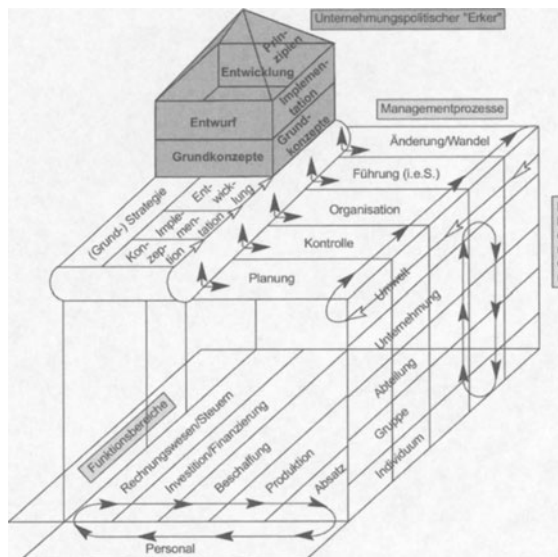 Unternehmungspolitischer "Erker"
Prin-
zipien
Entwicklung
Implemen-
tation
Entwurf
Grund-
konzepte
Grundkonzepte
Managementprozesse
Änderung/Wandel
Führung (i.e.S.)
Organisation
Kontrolle
Planung
(Grund-) Strategie
Ent-
wick-
lung
Imple-
men-
tation
Kon-
zep-
tion
Umwelt
Unternehmung
Abteilung
Gruppe
Individuum
Funktionsbereiche
Rechnungswesen/Steuern
Investition/Finanzierung
Beschaffung
Produktion
Absatz
Personal